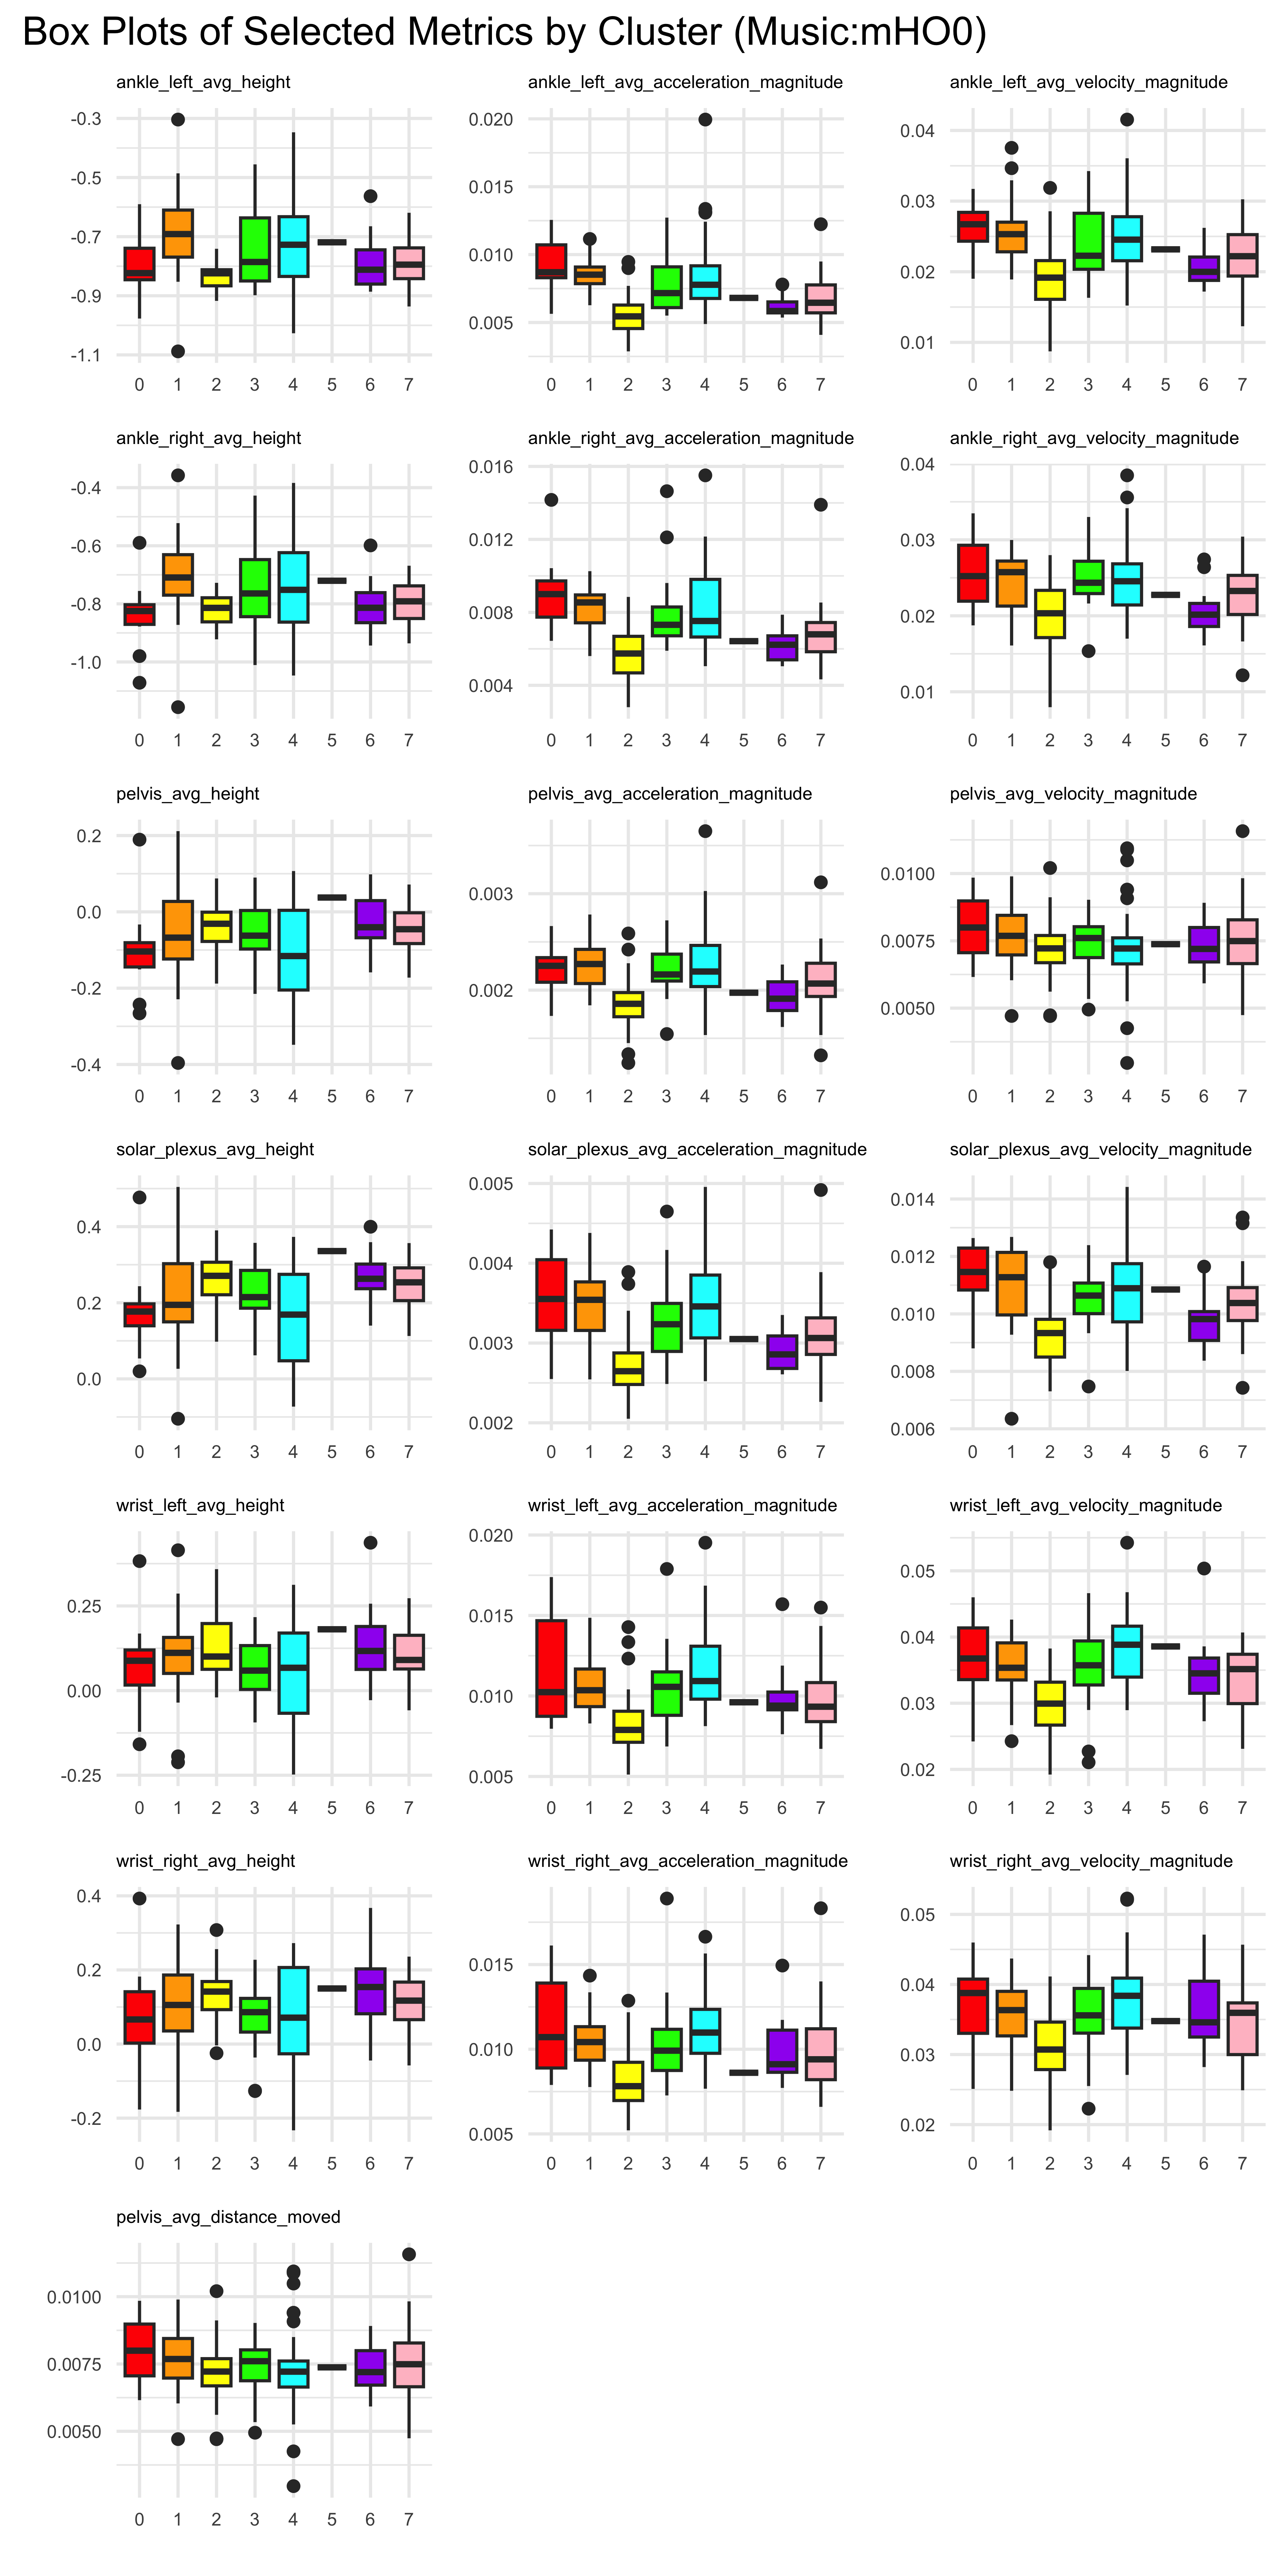 Box Plots of Selected Metrics by Cluster (Music:mHO0)
ankle_left_avg_height
-0.3
-0.5
-0.7
-0.9
-1.1
0 1 2 3 4 5 6 7
ankle_left_avg_acceleration_magnitude
0.020
0.015
0.010
0.005
0 1 2 3 4 5 6 7
ankle_left_avg_velocity_magnitude
0.04
0.03
0.02
0.01
0 1 2 3 4 5 6 7
ankle_right_avg_height
-0.4
-0.6
-0.8
-1.0
0 1 2 3 4 5 6 7
ankle_right_avg_acceleration_magnitude
0.016
0.012
0.008
0.004
0 1 2 3 4 5 6 7
ankle_right_avg_velocity_magnitude
0.04
0.03
0.02
0.01
0 1 2 3 4 5 6 7
pelvis_avg_height
0.2
0.0
-0.2
-0.4
0 1 2 3 4 5 6 7
pelvis_avg_acceleration_magnitude
0.003
0.002
0 1 2 3 4 5 6 7
pelvis_avg_velocity_magnitude
0.0100
0.0075
0.0050
0 1 2 3 4 5 6 7
solar_plexus_avg_height
0.4
0.2
0.0
0 1 2 3 4 5 6 7
solar_plexus_avg_acceleration_magnitude
0.005
0.004
0.003
0.002
0 1 2 3 4 5 6 7
solar_plexus_avg_velocity_magnitude
0.014
0.012
0.010
0.008
0.006
0 1 2 3 4 5 6 7
wrist_left_avg_height
0.25
0.00
-0.25
0 1 2 3 4 5 6 7
wrist_left_avg_acceleration_magnitude
0.020
0.015
0.010
0.005
0 1 2 3 4 5 6 7
wrist_left_avg_velocity_magnitude
0.05
0.04
0.03
0.02
0 1 2 3 4 5 6 7
wrist_right_avg_height
0.4
0.2
0.0
-0.2
0 1 2 3 4 5 6 7
wrist_right_avg_acceleration_magnitude
0.015
0.010
0.005
0 1 2 3 4 5 6 7
wrist_right_avg_velocity_magnitude
0.05
0.04
0.03
0.02
0 1 2 3 4 5 6 7
pelvis_avg_distance_moved
0.0100
0.0075
0.0050
0 1 2 3 4 5 6 7